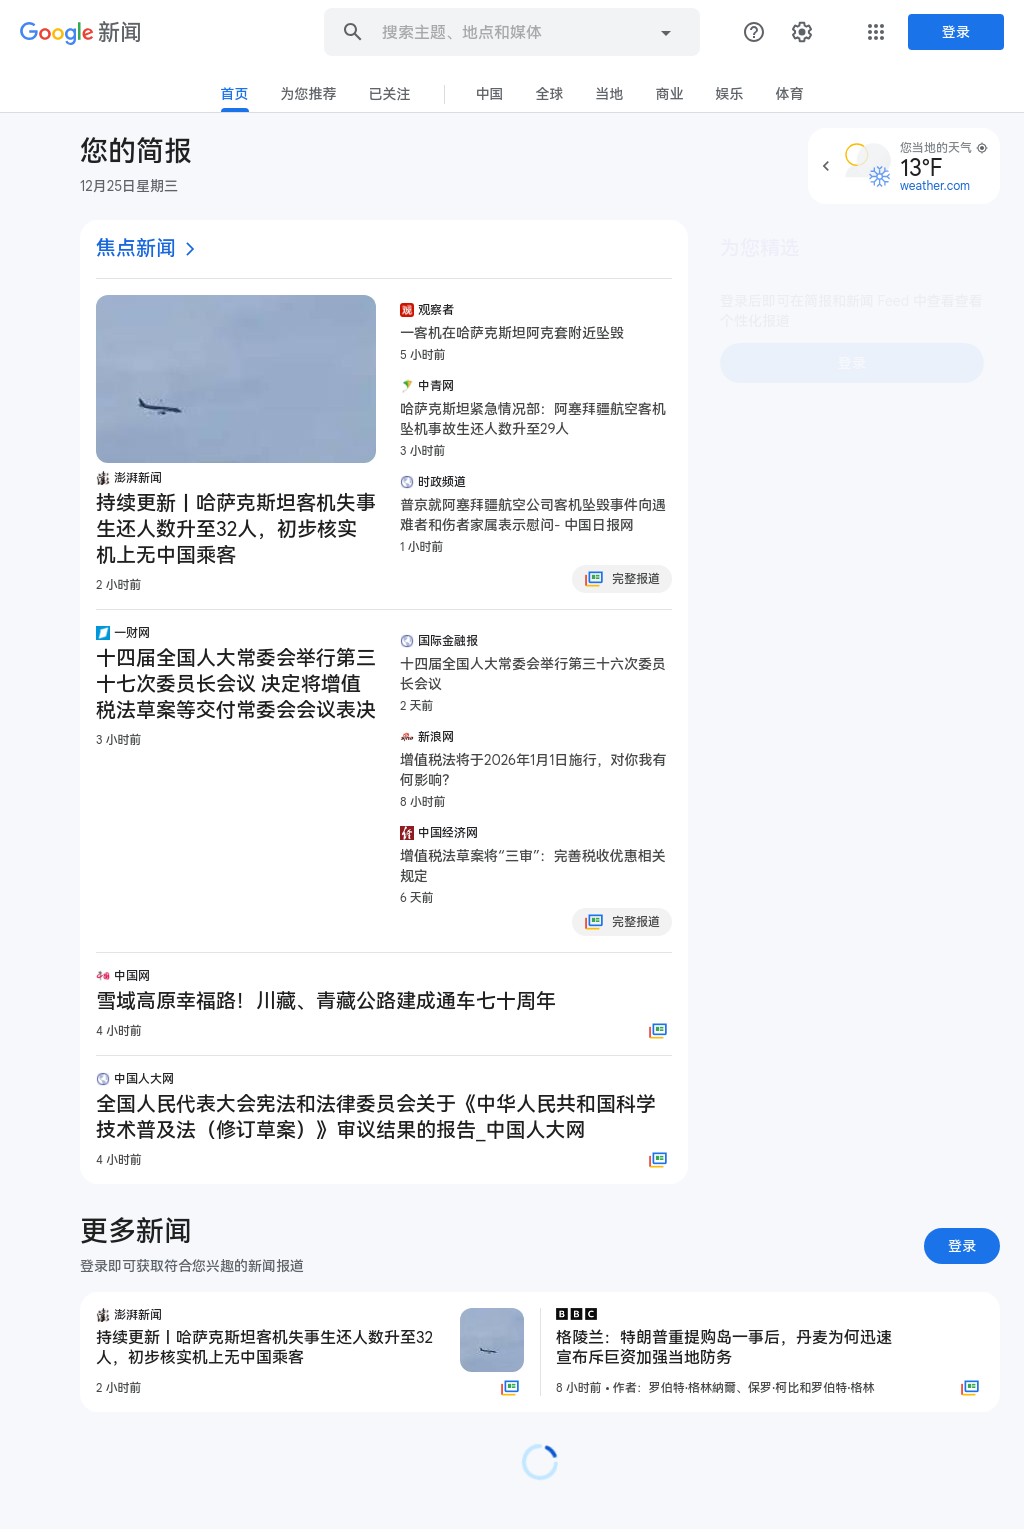 Google 新闻
搜索主题、地点和媒体
登录
首页
为您推荐
已关注
中国
全球
当地
商业
娱乐
体育
您的简报
12月25日星期三
您当地的天气
13°F
weather.com
焦点新闻
澎湃新闻
持续更新丨哈萨克斯坦客机失事
生还人数升至32人，初步核实
机上无中国乘客
2 小时前
观察者
一客机在哈萨克斯坦阿克套附近坠毁
5 小时前
中青网
哈萨克斯坦紧急情况部：阿塞拜疆航空客机
坠机事故生还人数升至29人
3 小时前
时政频道
普京就阿塞拜疆航空公司客机坠毁事件向遇
难者和伤者家属表示慰问- 中国日报网
1 小时前
完整报道
一财网
十四届全国人大常委会举行第三
十七次委员长会议 决定将增值
税法草案等交付常委会会议表决
3 小时前
国际金融报
十四届全国人大常委会举行第三十六次委员
长会议
2 天前
新浪网
增值税法将于2026年1月1日施行，对你我有
何影响？
8 小时前
中国经济网
增值税法草案将“三审”：完善税收优惠相关
规定
6 天前
完整报道
中国网
雪域高原幸福路！川藏、青藏公路建成通车七十周年
4 小时前
中国人大网
全国人民代表大会宪法和法律委员会关于《中华人民共和国科学
技术普及法（修订草案）》审议结果的报告_中国人大网
4 小时前
为您精选
登录后即可在简报和新闻 Feed 中查看查看
个性化报道
登录
更多新闻
登录即可获取符合您兴趣的新闻报道
登录
澎湃新闻
持续更新丨哈萨克斯坦客机失事生还人数升至32
人，初步核实机上无中国乘客
2 小时前
BBC
格陵兰：特朗普重提购岛一事后，丹麦为何迅速
宣布斥巨资加强当地防务
8 小时前 • 作者：罗伯特·格林納爾、保罗·柯比和罗伯特·格林